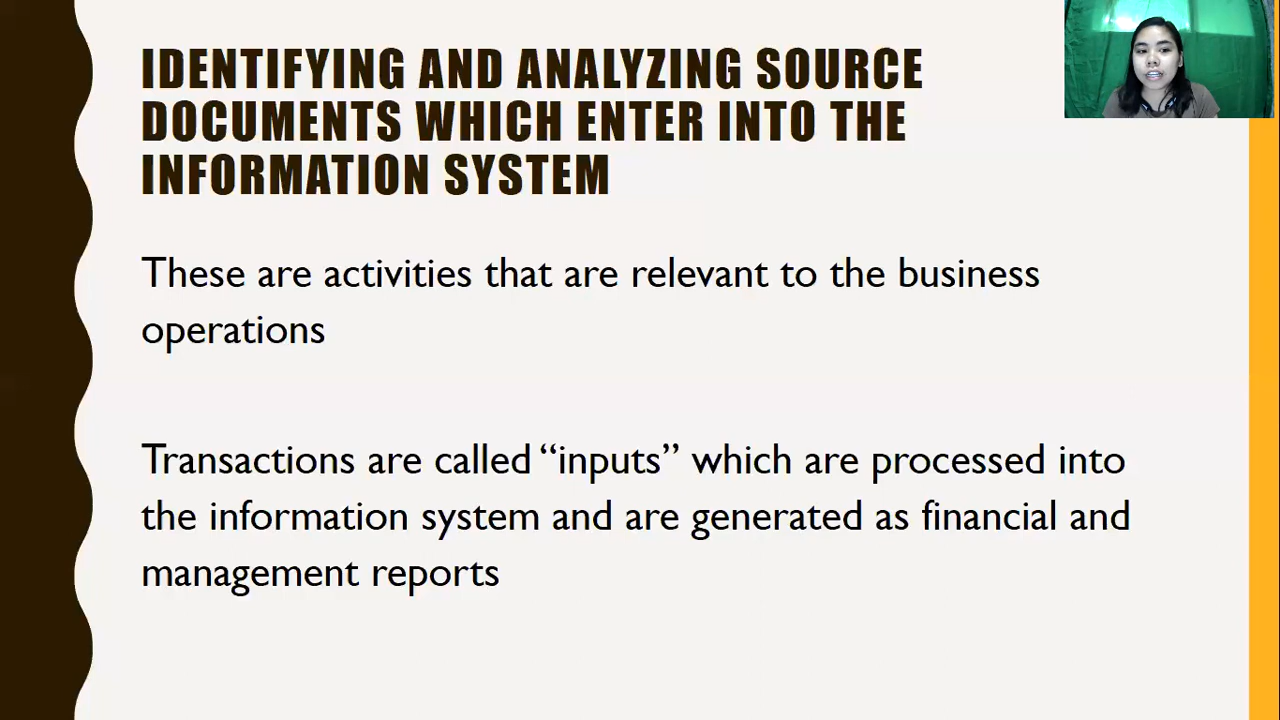 IDENTIFYING AND ANALYZING SOURCE
DOCUMENTS WHICH ENTER INTO THE
INFORMATION SYSTEM
These are activities that are relevant to the business
operations
Transactions are called “inputs” which are processed into
the information system and are generated as financial and
management reports